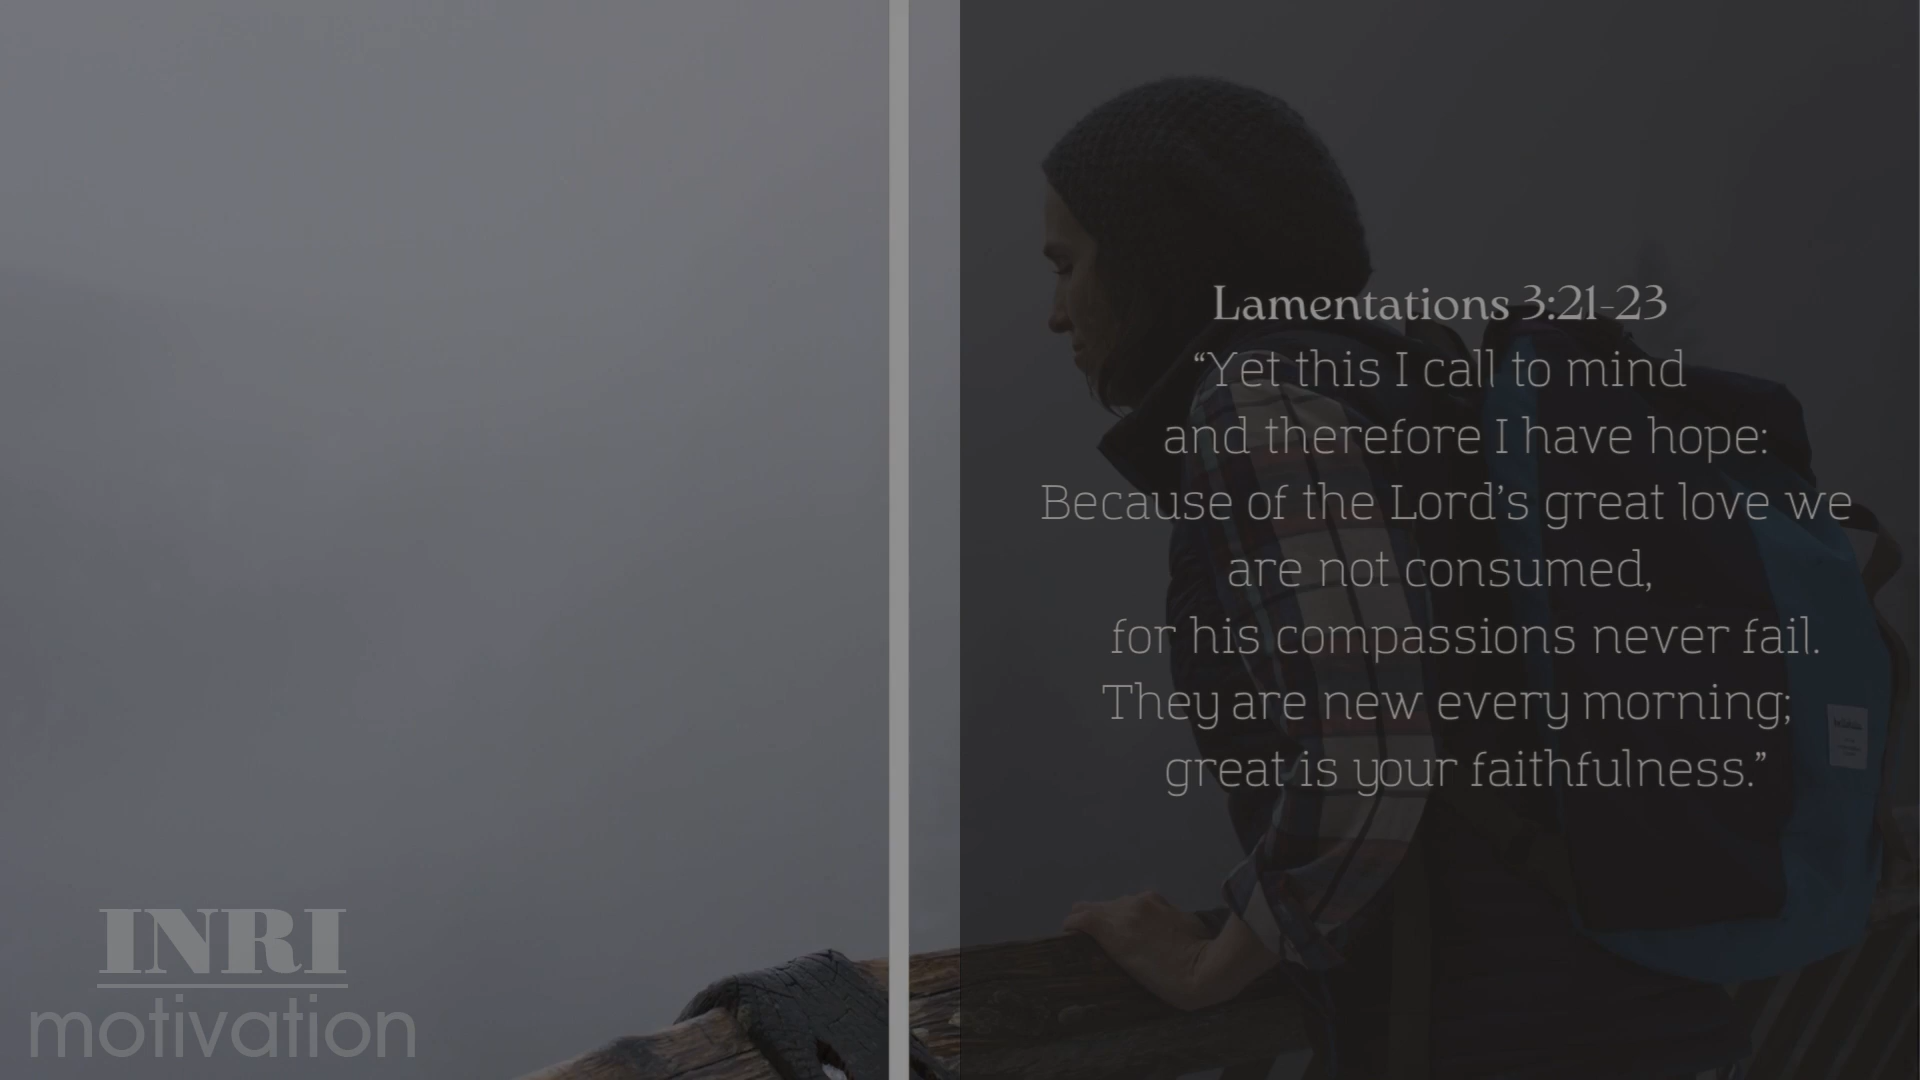 Lamentations 3:21-23
“Yet this I call to mind
and therefore I have hope:
Because of the Lord’s great love we
are not consumed,
for his compassions never fail.
They are new every morning;
great is your faithfulness.”
INRI
motivation